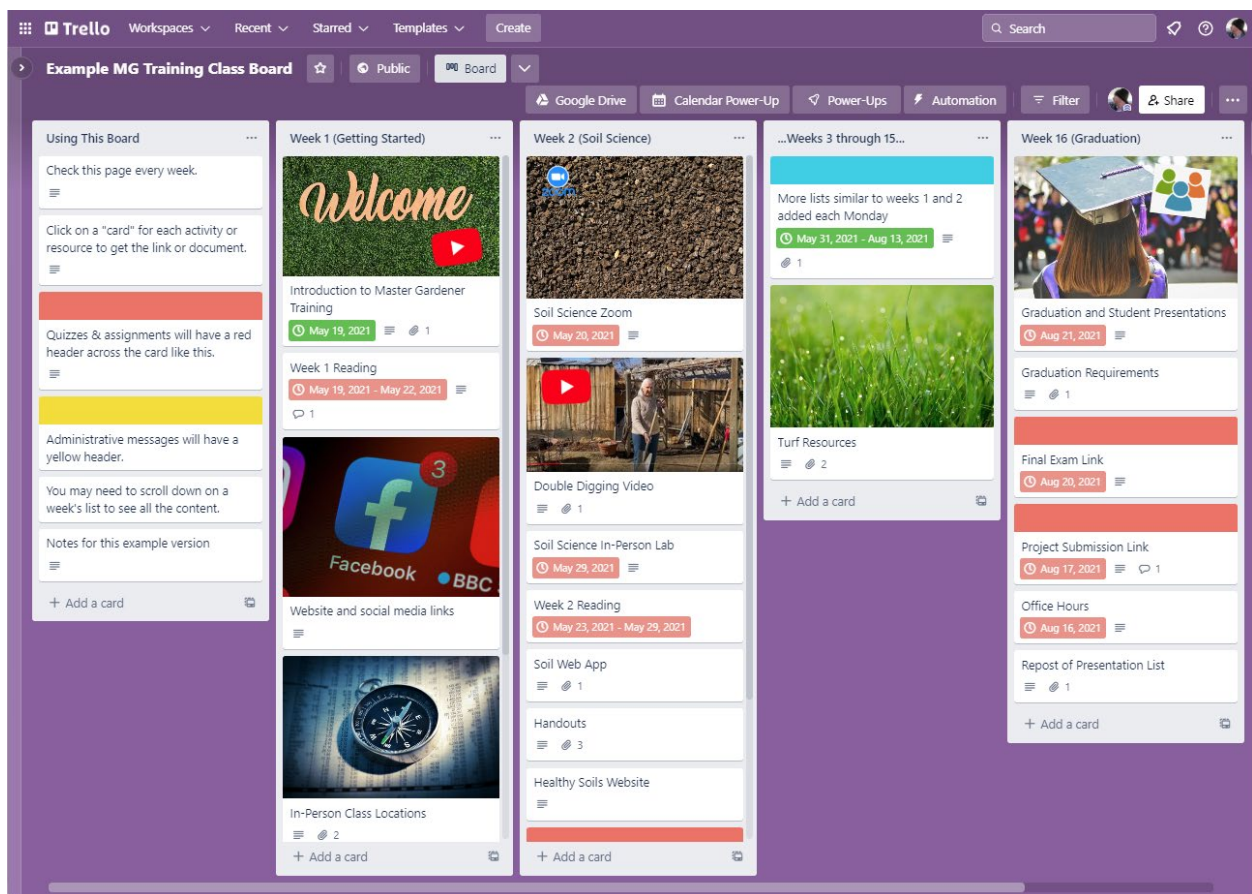 Trello Workspaces Recent Starred Templates Create Search
Example MG Training Class Board Public Board
Google Drive Calendar Power-Up Power-Ups Automation Filter Share
Using This Board
Check this page every week.
Click on a "card" for each activity or
resource to get the link or document.
Quizzes & assignments will have a red
header across the card like this.
Administrative messages will have a
yellow header.
You may need to scroll down on a
week's list to see all the content.
Notes for this example version
+ Add a card
Week 1 (Getting Started)
Welcome
Introduction to Master Gardener
Training
May 19, 2021 1
Week 1 Reading
May 19, 2021 - May 22, 2021
1
3
Facebook
BBC
Website and social media links
In-Person Class Locations
2
+ Add a card
Week 2 (Soil Science)
zoom
Soil Science Zoom
May 20, 2021
Double Digging Video
1
Soil Science In-Person Lab
May 29, 2021
Week 2 Reading
May 23, 2021 - May 29, 2021
Soil Web App
1
Handouts
3
Healthy Soils Website
+ Add a card
...Weeks 3 through 15...
More lists similar to weeks 1 and 2
added each Monday
May 31, 2021 - Aug 13, 2021
1
Turf Resources
2
+ Add a card
Week 16 (Graduation)
Graduation and Student Presentations
Aug 21, 2021
Graduation Requirements
1
Final Exam Link
Aug 20, 2021
Project Submission Link
Aug 17, 2021 1
Office Hours
Aug 16, 2021
Repost of Presentation List
1
+ Add a card